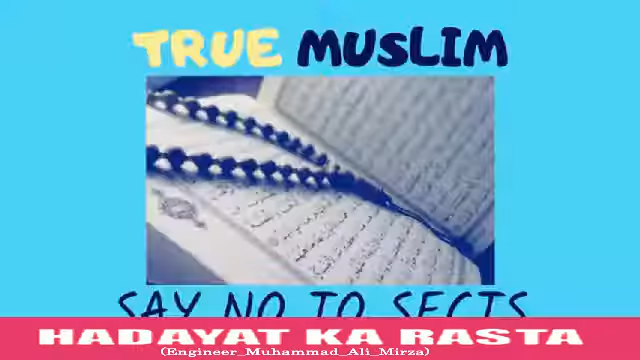 TRUE MUSLIM
SAY NO TO SECTS
HADAYAT KA RASTA
(Engineer_Muhammad_Ali_Mirza)